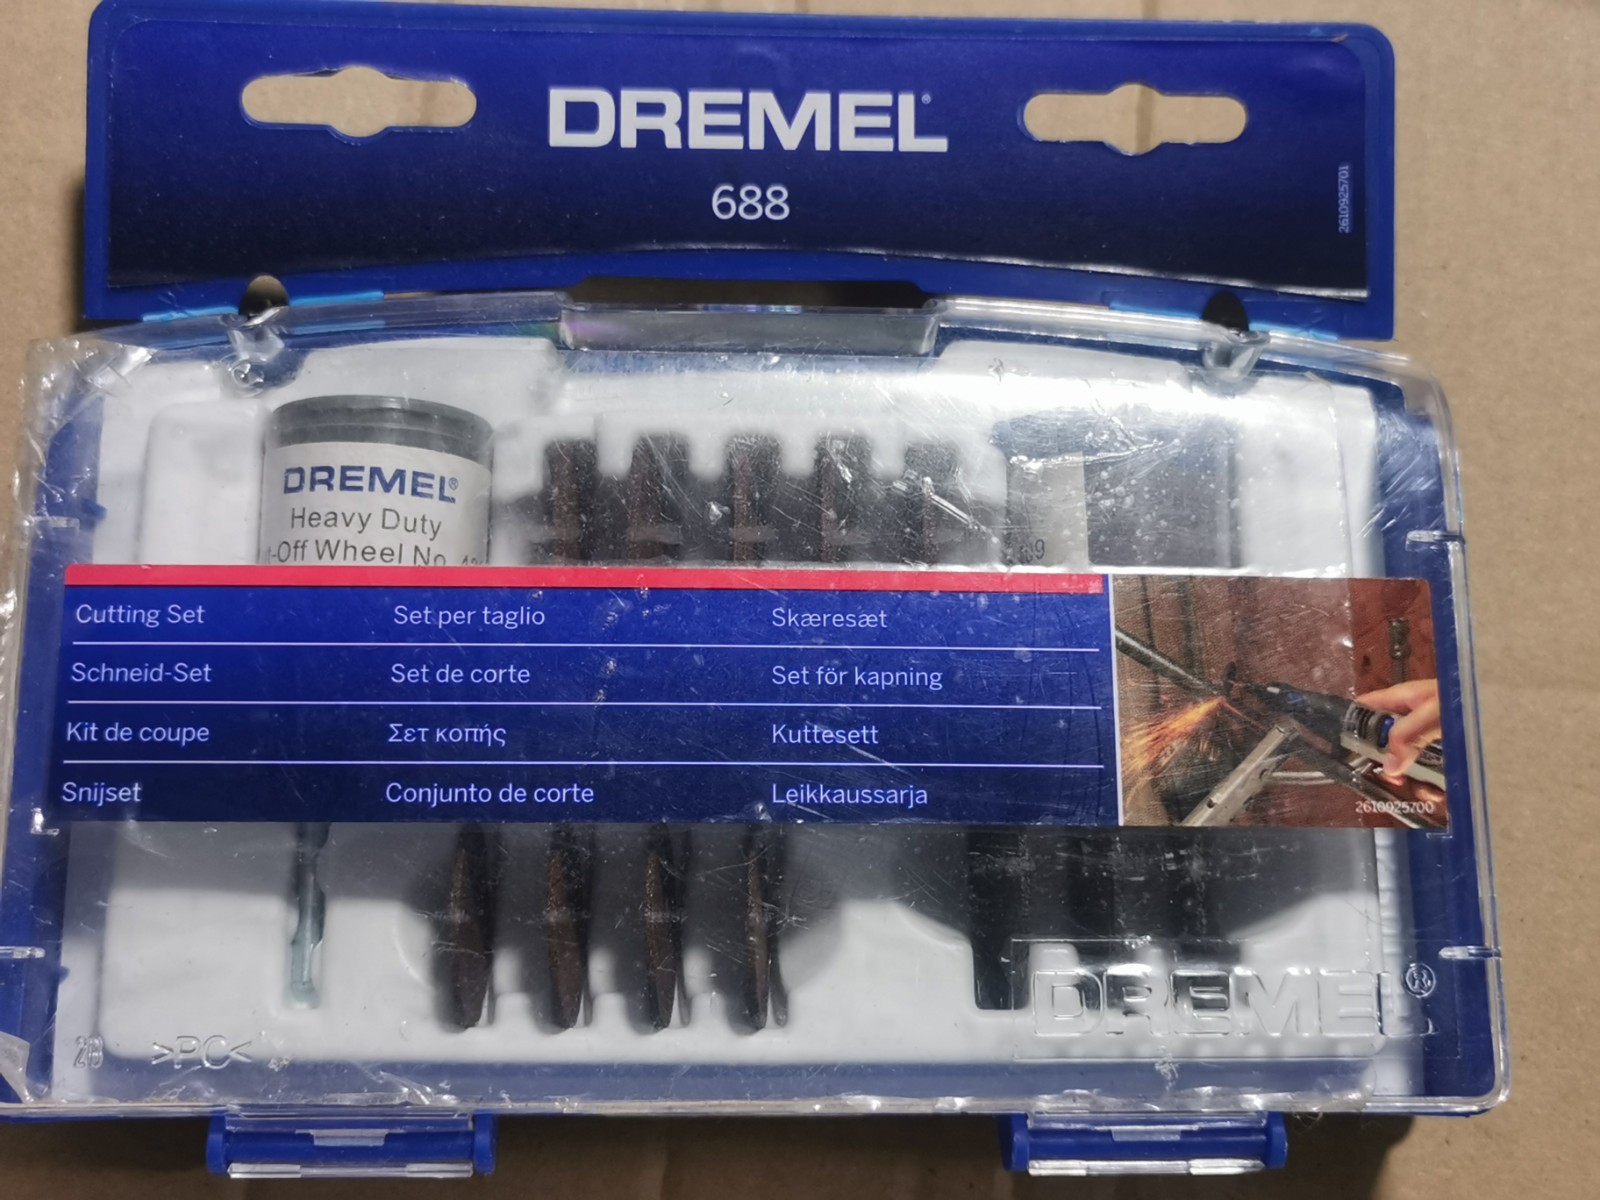 DREMEL®
688
2610925701
DREMEL®
Heavy Duty
-Off Wheel No.
Cutting Set
Schneid-Set
Kit de coupe
Snijset
Set per taglio
Set de corte
Σετ κοπής
Conjunto de corte
Skæresæt
Set för kapning
Kuttesett
Leikkaussarja
2610925700
DREMEL®
>PC<